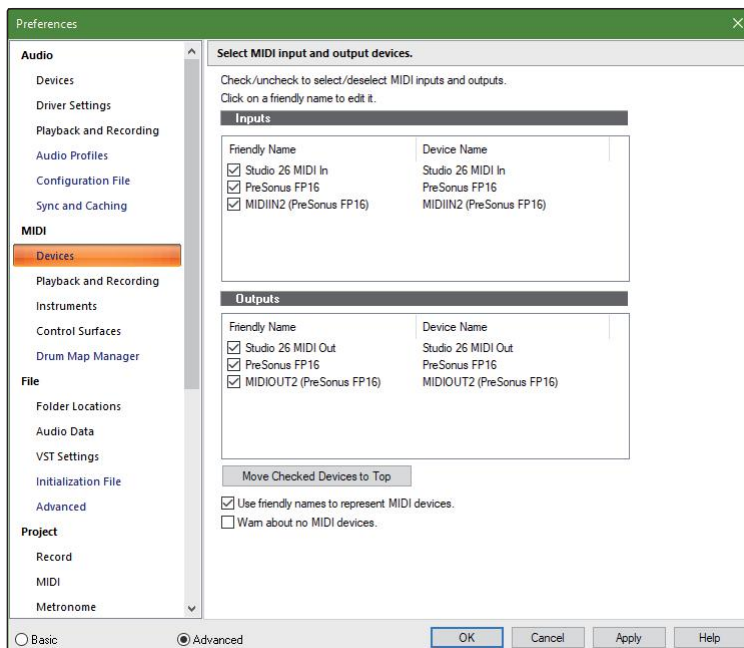 Preferences
Audio
Devices
Driver Settings
Playback and Recording
Audio Profiles
Configuration File
Sync and Caching
MIDI
Devices
Playback and Recording
Instruments
Control Surfaces
Drum Map Manager
File
Folder Locations
Audio Data
VST Settings
Initialization File
Advanced
Project
Record
MIDI
Metronome
Basic
Advanced
Select MIDI input and output devices.
Check/uncheck to select/deselect MIDI inputs and outputs.
Click on a friendly name to edit it.
Inputs
Friendly Name Device Name
Studio 26 MIDI In Studio 26 MIDI In
PreSonus FP16 PreSonus FP16
MIDIIN2 (PreSonus FP16) MIDIIN2 (PreSonus FP16)
Outputs
Friendly Name Device Name
Studio 26 MIDI Out Studio 26 MIDI Out
PreSonus FP16 PreSonus FP16
MIDIOUT2 (PreSonus FP16) MIDIOUT2 (PreSonus FP16)
Move Checked Devices to Top
Use friendly names to represent MIDI devices.
Warn about no MIDI devices.
OK Cancel Apply Help